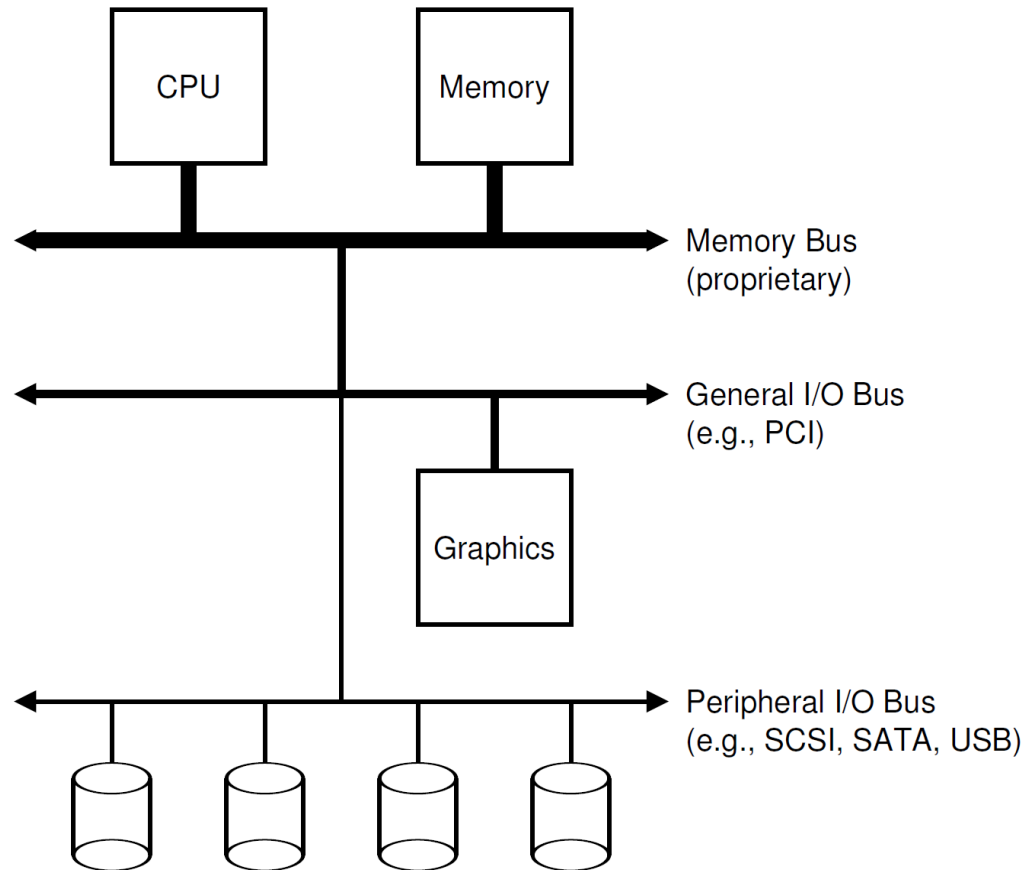 CPU
Memory
Memory Bus
(proprietary)
General I/O Bus
(e.g., PCI)
Graphics
Peripheral I/O Bus
(e.g., SCSI, SATA, USB)